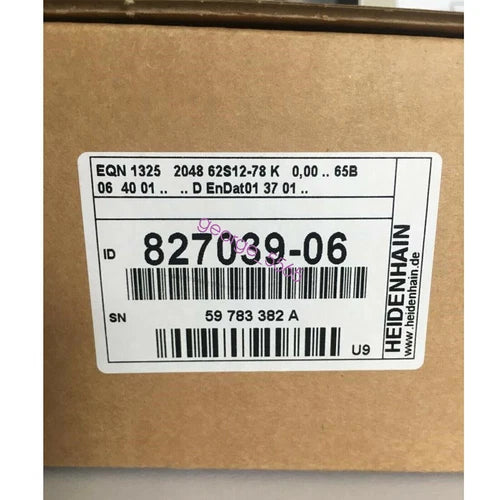 EQN 1325 2048 62S12-78 K 0,00 .. 65B
06 40 01.. .. .. D EnDat01 37 01 ..
ID 827039-06
george_5565
SN 59 783 382 A
U9
HEIDENHAIN
www.heidenhain.de